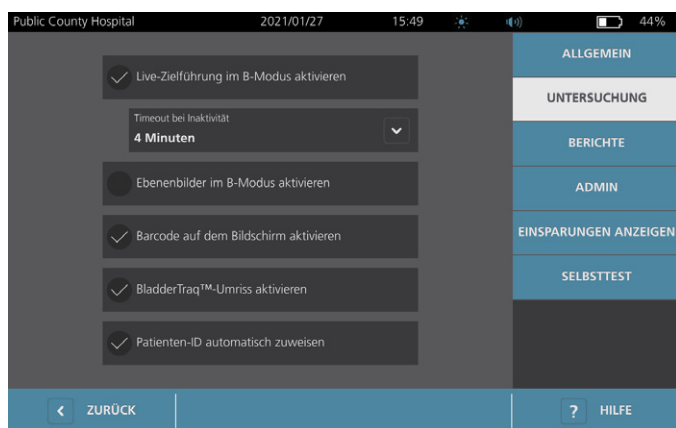 Public County Hospital 2021/01/27 15:49 44%
Live-Zielführung im B-Modus aktivieren
Timeout bei Inaktivität
4 Minuten
Ebenenbilder im B-Modus aktivieren
Barcode auf dem Bildschirm aktivieren
BladderTraq™-Umriss aktivieren
Patienten-ID automatisch zuweisen
ALLGEMEIN
UNTERSUCHUNG
BERICHTE
ADMIN
EINSPARUNGEN ANZEIGEN
SELBSTTEST
ZURÜCK
? HILFE